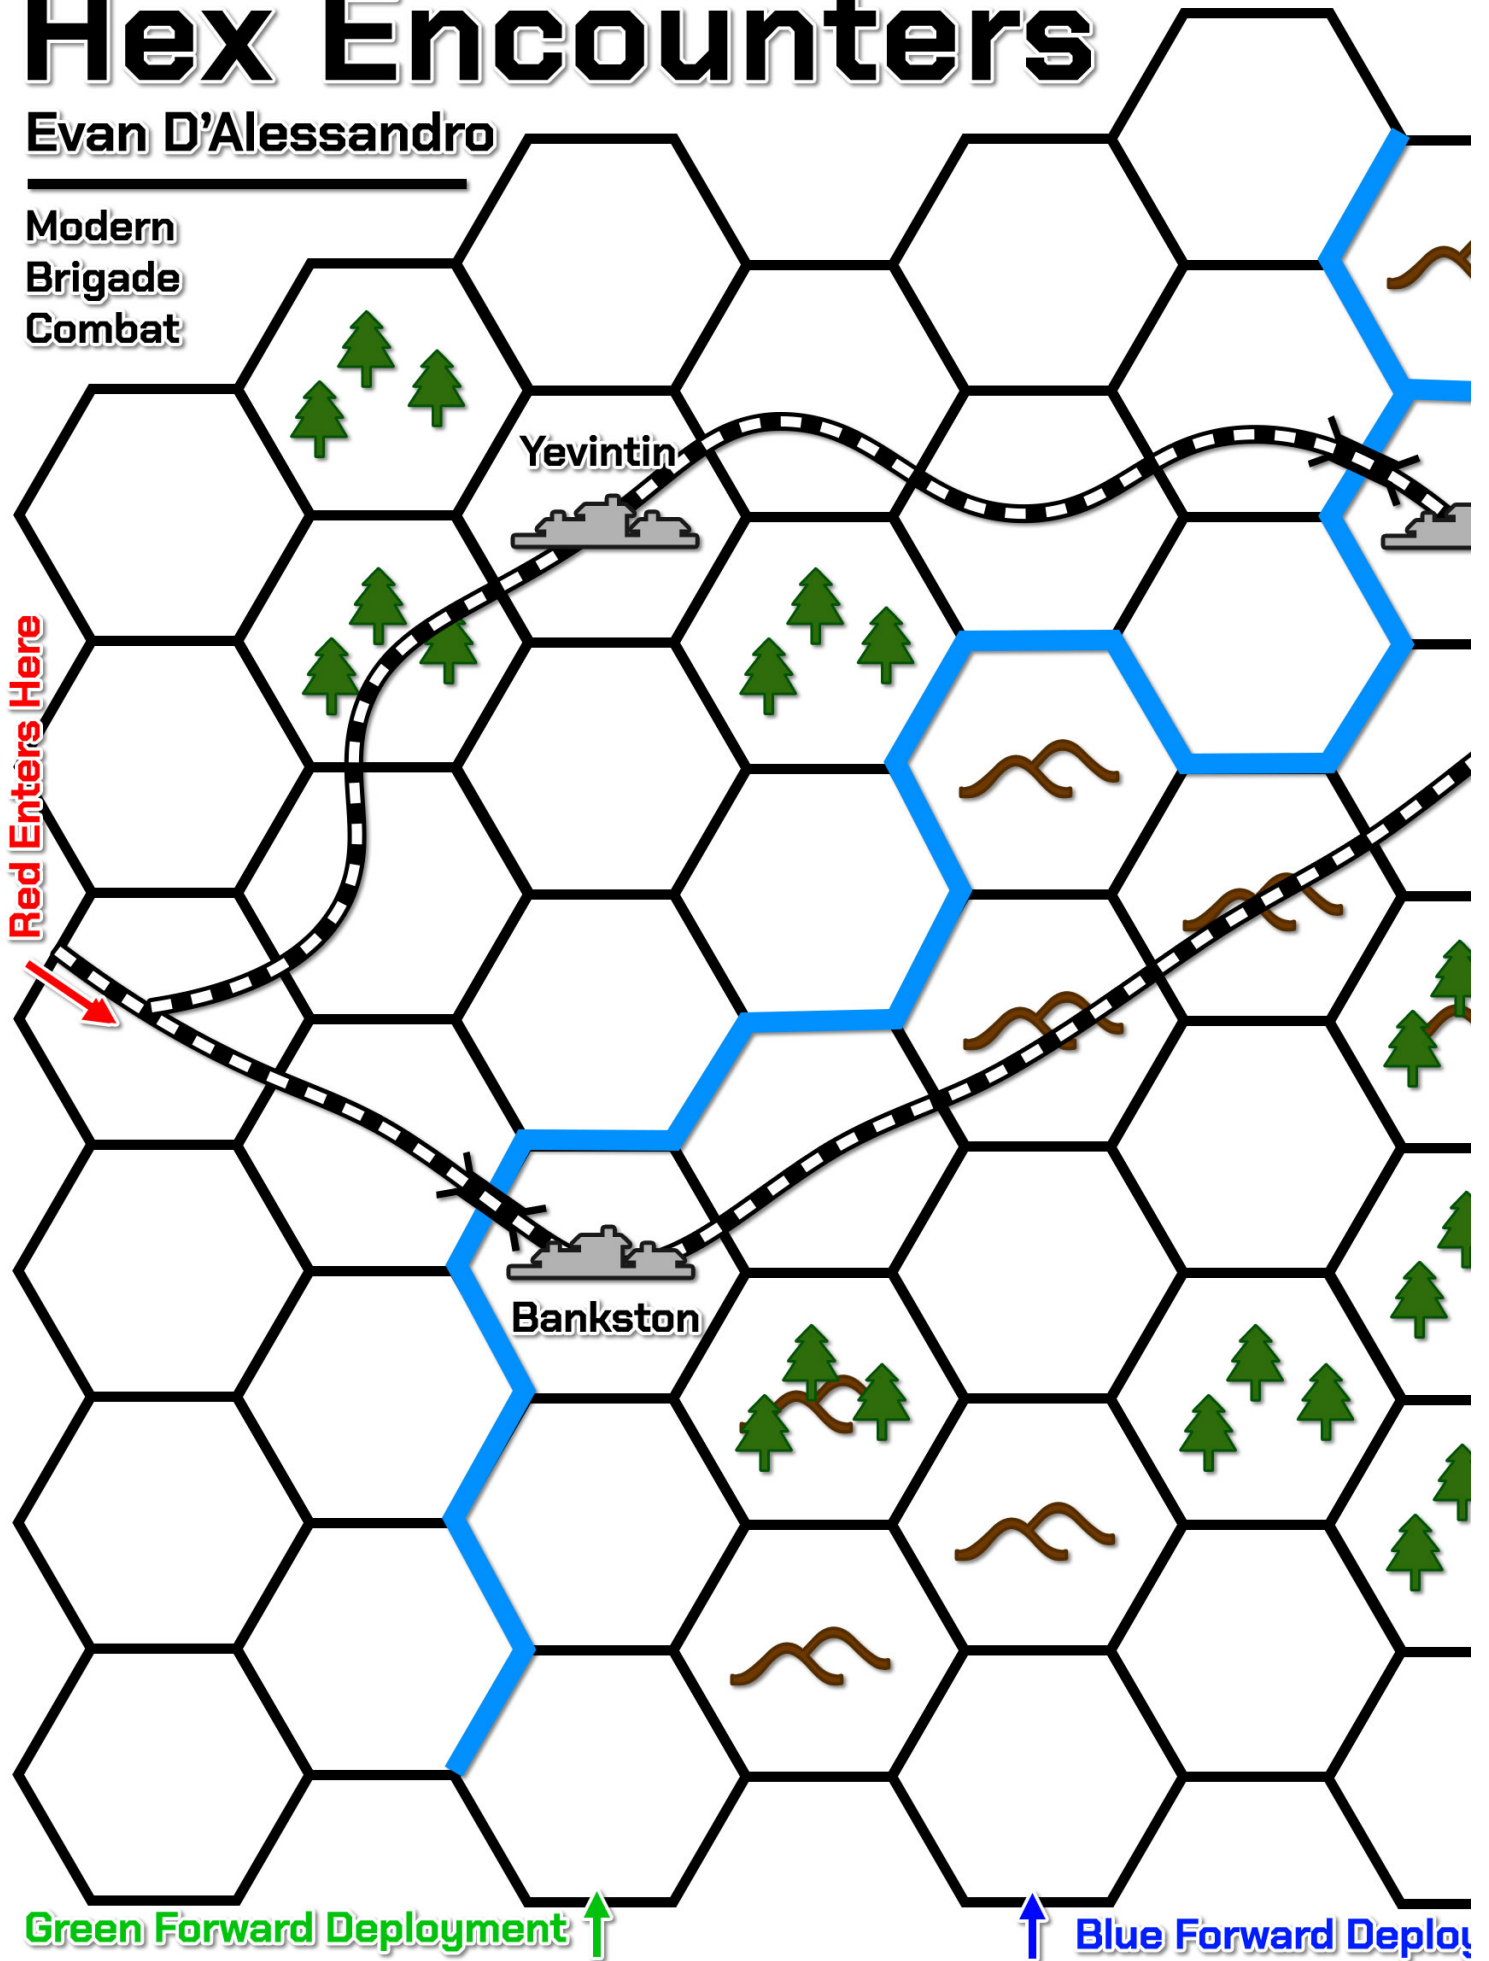 Hex Encounters
Evan D'Alessandro
Modern
Brigade
Combat
Yevintin
Red Enters Here
Bankston
Green Forward Deployment
Blue Forward